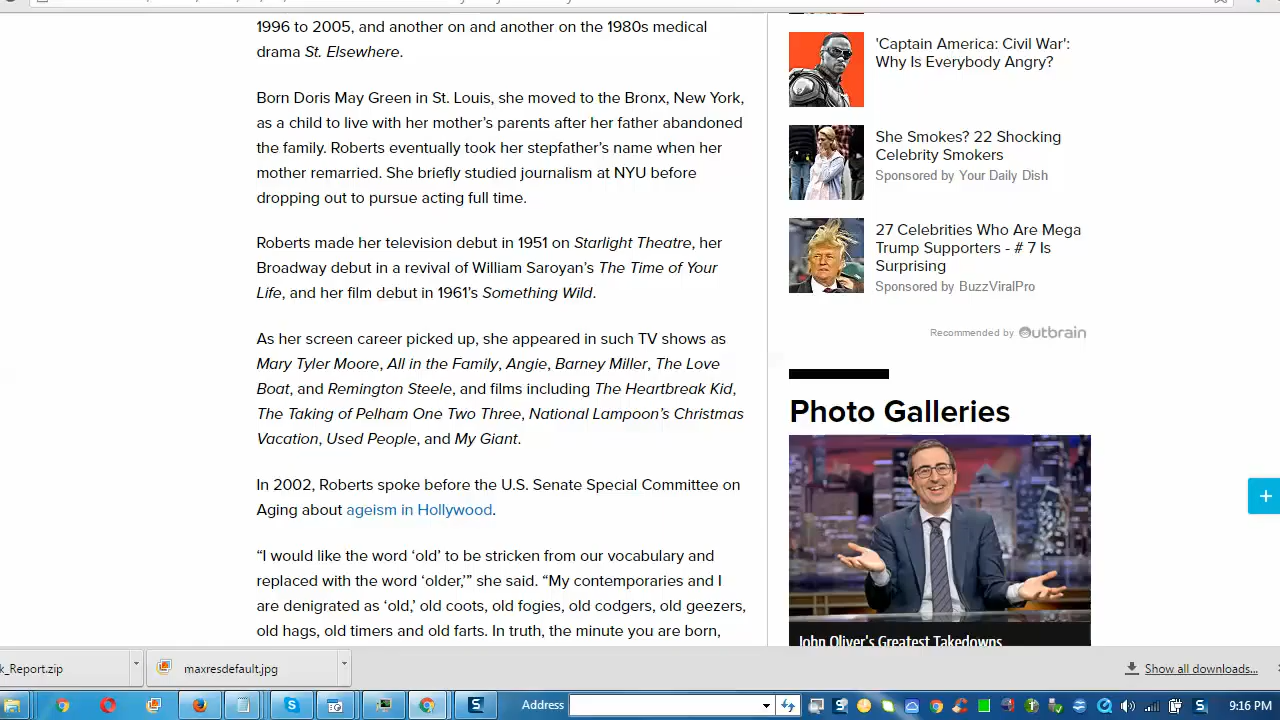 1996 to 2005, and another on and another on the 1980s medical
drama St. Elsewhere.
Born Doris May Green in St. Louis, she moved to the Bronx, New York,
as a child to live with her mother's parents after her father abandoned
the family. Roberts eventually took her stepfather's name when her
mother remarried. She briefly studied journalism at NYU before
dropping out to pursue acting full time.
Roberts made her television debut in 1951 on Starlight Theatre, her
Broadway debut in a revival of William Saroyan's The Time of Your
Life, and her film debut in 1961's Something Wild.
As her screen career picked up, she appeared in such TV shows as
Mary Tyler Moore, All in the Family, Angie, Barney Miller, The Love
Boat, and Remington Steele, and films including The Heartbreak Kid,
The Taking of Pelham One Two Three, National Lampoon's Christmas
Vacation, Used People, and My Giant.
In 2002, Roberts spoke before the U.S. Senate Special Committee on
Aging about ageism in Hollywood.
“I would like the word ‘old’ to be stricken from our vocabulary and
replaced with the word ‘older,’” she said. “My contemporaries and I
are denigrated as ‘old,’ old coots, old fogies, old codgers, old geezers,
old hags, old timers and old farts. In truth, the minute you are born,
'Captain America: Civil War':
Why Is Everybody Angry?
She Smokes? 22 Shocking
Celebrity Smokers
Sponsored by Your Daily Dish
27 Celebrities Who Are Mega
Trump Supporters - # 7 Is
Surprising
Sponsored by BuzzViralPro
Recommended by Outbrain
Photo Galleries
John Oliver's Greatest Takedowns
k_Report.zip
maxresdefault.jpg
Show all downloads...
Address
9:16 PM